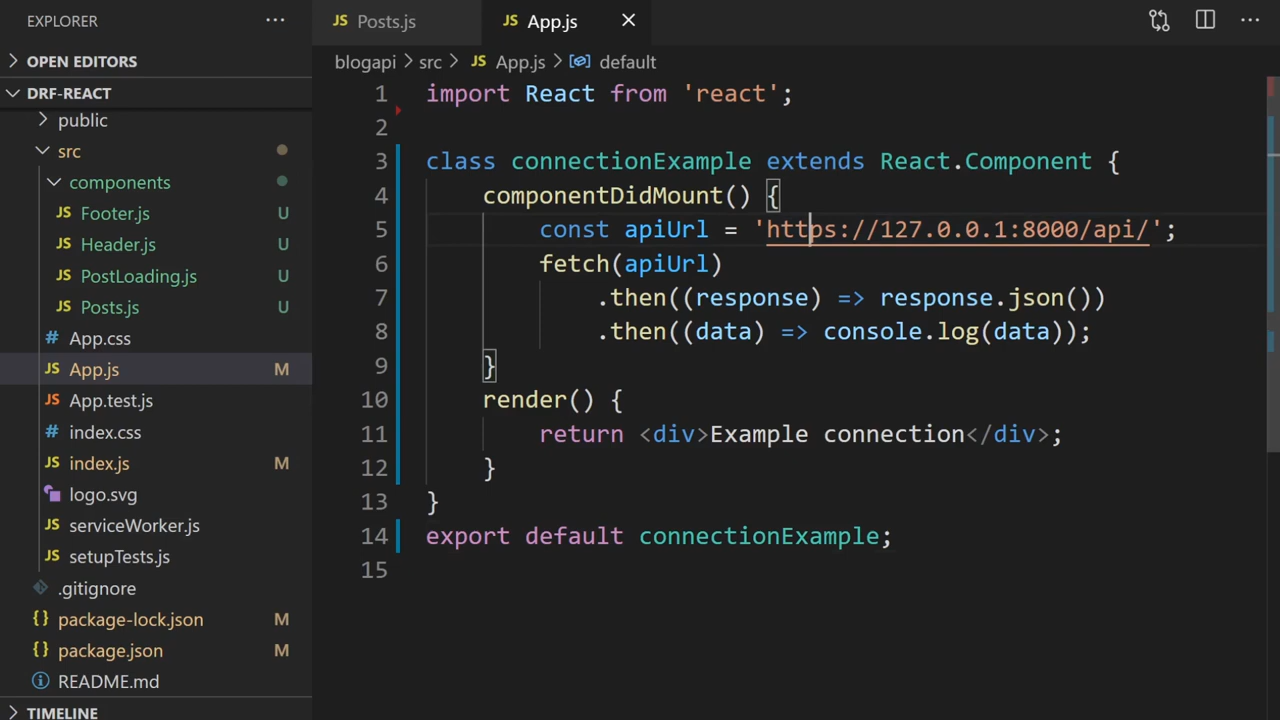 EXPLORER ...
Posts.js
App.js
OPEN EDITORS
DRF-REACT
public
src
components
Footer.js U
Header.js U
PostLoading.js U
Posts.js U
App.css
App.js M
App.test.js
index.css
index.js M
logo.svg
serviceWorker.js
setupTests.js
.gitignore
package-lock.json M
package.json M
README.md
TIMELINE
blogapi > src > JS App.js > default
1 import React from 'react';
2
3 class connectionExample extends React.Component {
4 componentDidMount() {
5 const apiUrl = 'https://127.0.0.1:8000/api/';
6 fetch(apiUrl)
7 .then((response) => response.json())
8 .then((data) => console.log(data));
9 }
10 render() {
11 return <div>Example connection</div>;
12 }
13 }
14 export default connectionExample;
15